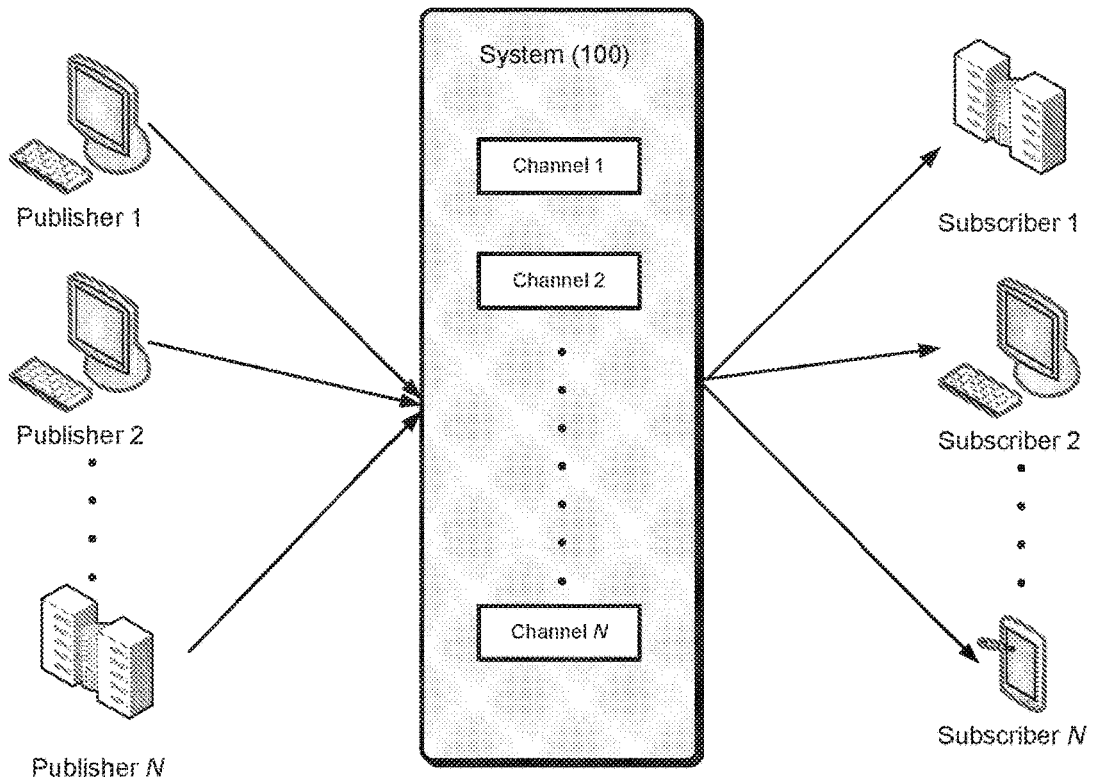 System (100)
Channel 1
Channel 2
Channel N
Publisher 1
Publisher 2
Publisher N
Subscriber 1
Subscriber 2
Subscriber N